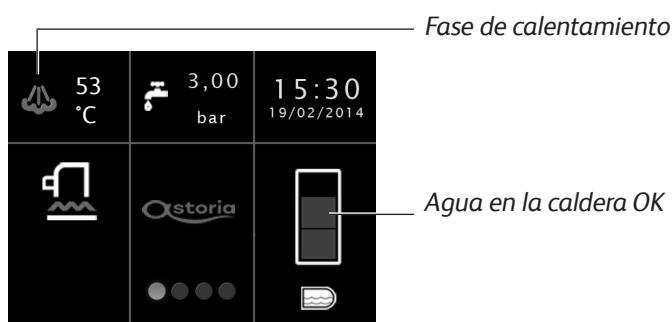 Fase de calentamiento
53
°C
3,00
bar
15:30
19/02/2014
astoria
Agua en la caldera OK